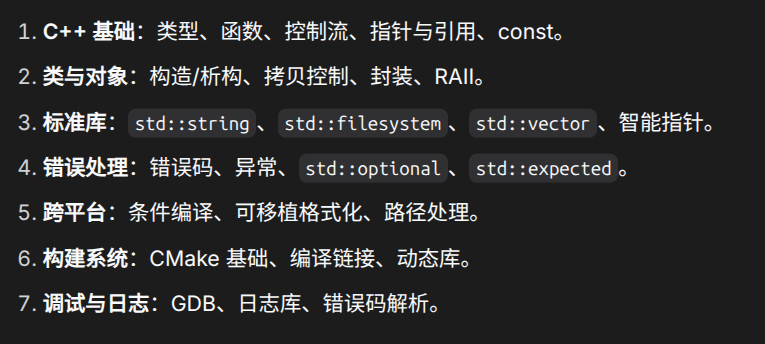 1. C++ 基础：类型、函数、控制流、指针与引用、const。
2. 类与对象：构造/析构、拷贝控制、封装、RAII。
3. 标准库：std::string、std::filesystem、std::vector、智能指针。
4. 错误处理：错误码、异常、std::optional、std::expected。
5. 跨平台：条件编译、可移植格式化、路径处理。
6. 构建系统：CMake 基础、编译链接、动态库。
7. 调试与日志：GDB、日志库、错误码解析。